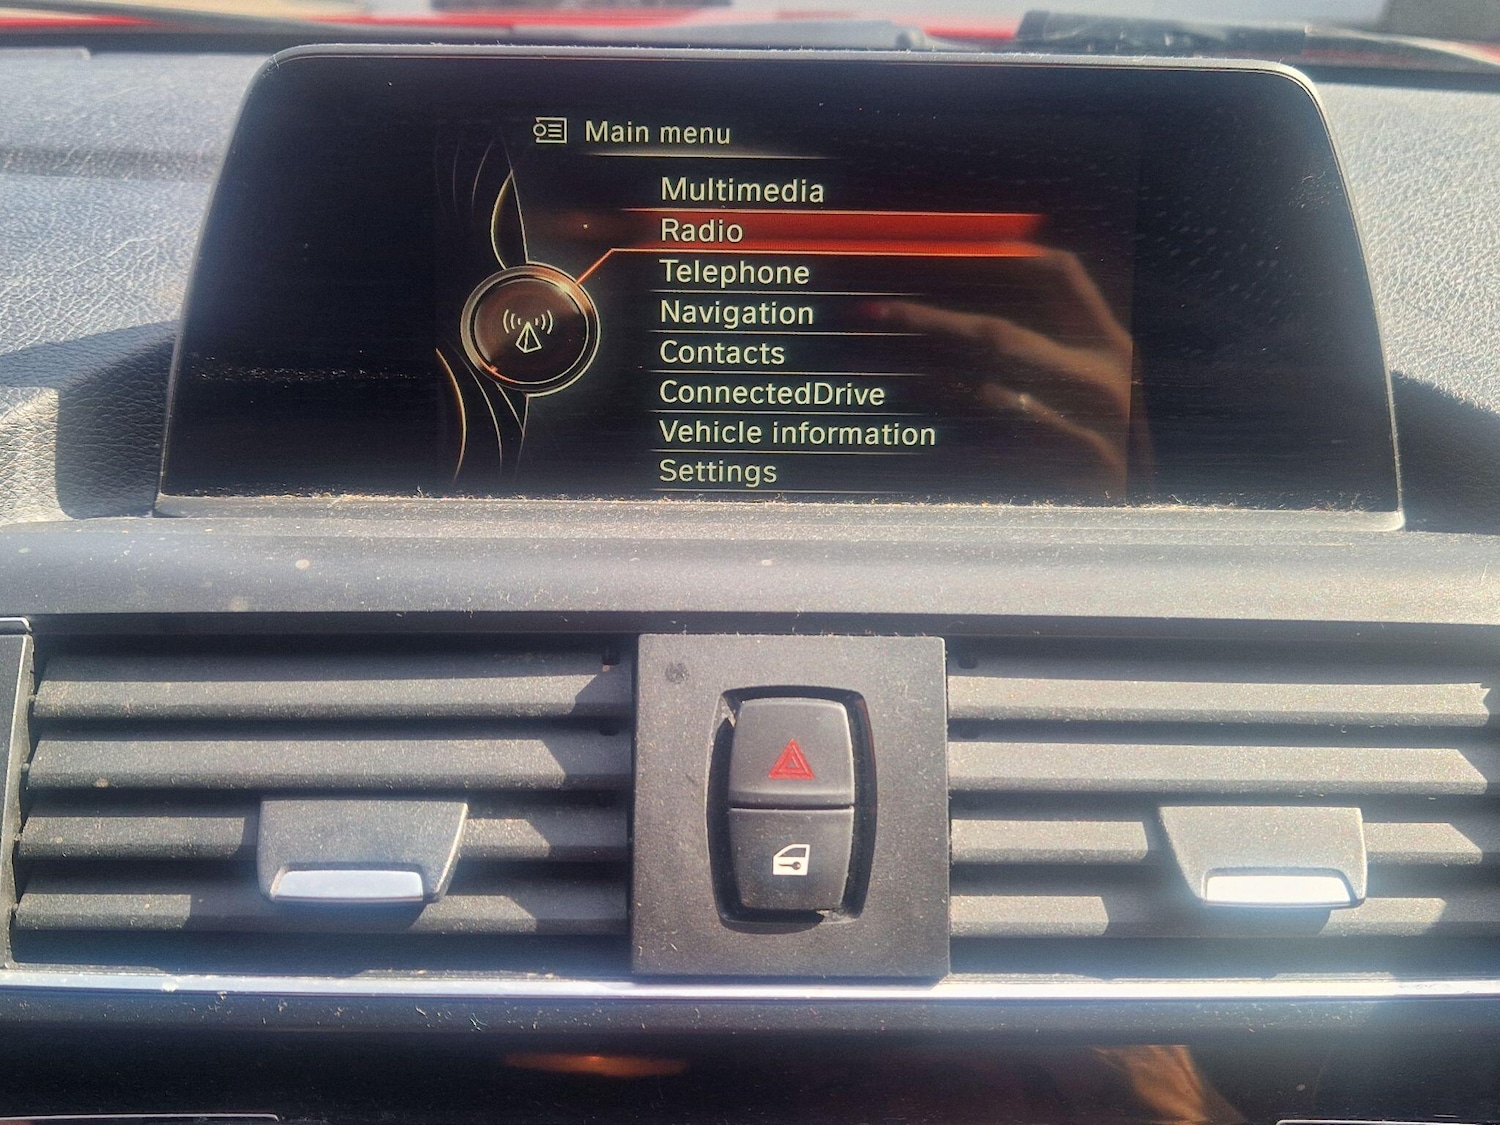 Main menu
Multimedia
Radio
Telephone
Navigation
Contacts
ConnectedDrive
Vehicle information
Settings